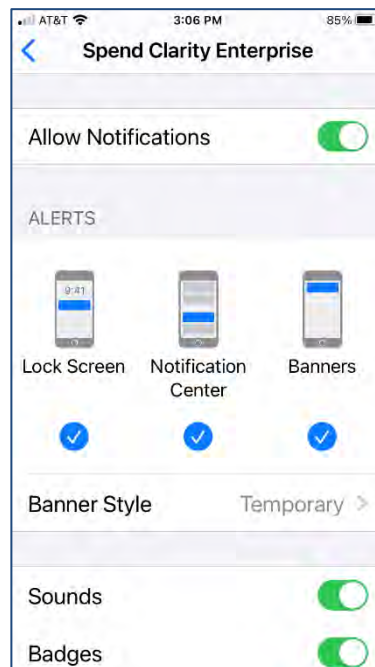 AT&T 3:06 PM 85%
Spend Clarity Enterprise
Allow Notifications
ALERTS
9:41
Lock Screen Notification Center Banners
Banner Style Temporary >
Sounds
Badges